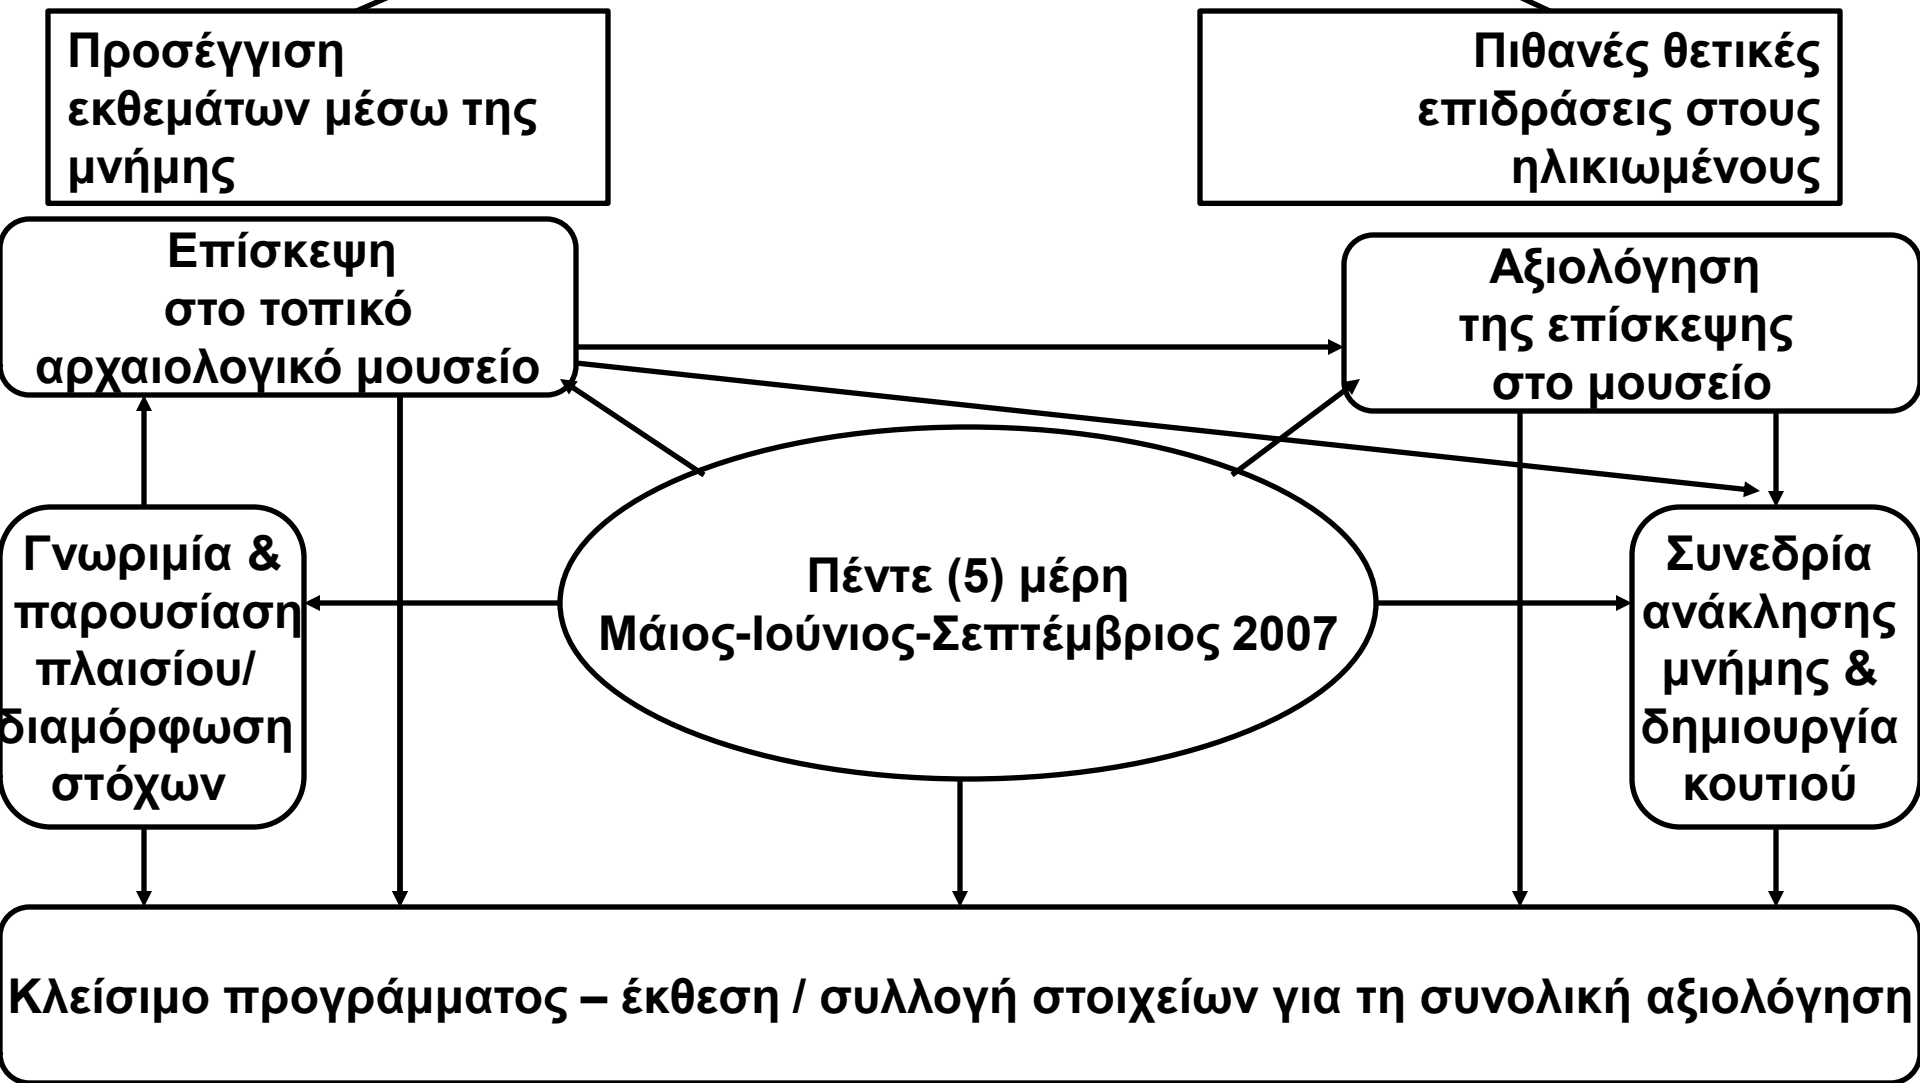 Προσέγγιση
εκθεμάτων μέσω της
μνήμης
Πιθανές θετικές
επιδράσεις στους
ηλικιωμένους
Επίσκεψη
στο τοπικό
αρχαιολογικό μουσείο
Αξιολόγηση
της επίσκεψης
στο μουσείο
Γνωριμία &
παρουσίαση
πλαισίου/
διαμόρφωση
στόχων
Πέντε (5) μέρη
Μάιος-Ιούνιος-Σεπτέμβριος 2007
Συνεδρία
ανάκλησης
μνήμης &
δημιουργία
κουτιού
Κλείσιμο προγράμματος – έκθεση / συλλογή στοιχείων για τη συνολική αξιολόγηση